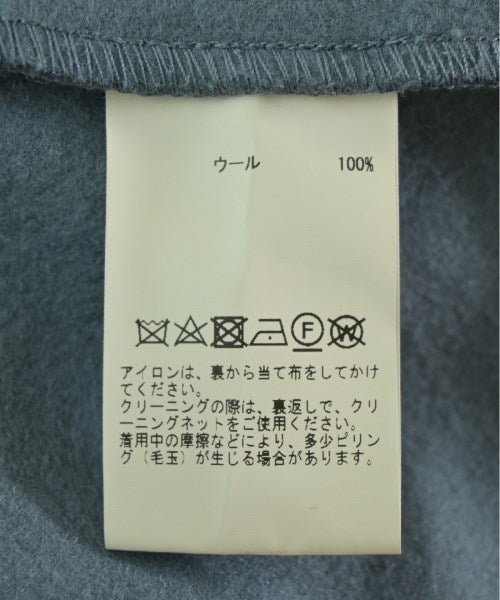 ウール 100%
F W
アイロンは、裏から当て布をしてかけ
てください。
クリーニングの際は、裏返しで、クリ
ーニングネットをご使用ください。
着用中の摩擦などにより、多少ピリン
グ（毛玉）が生じる場合があります。